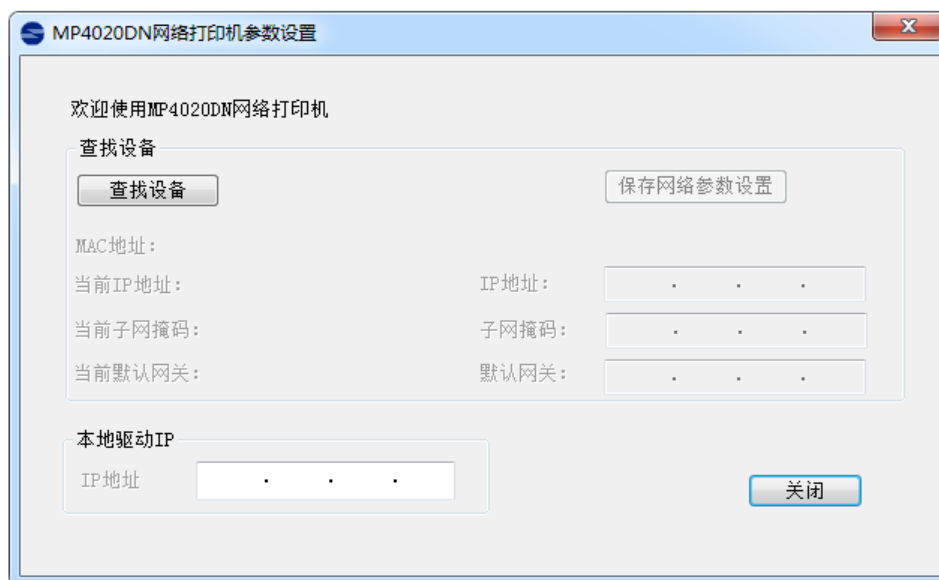 MP4020DN网络打印机参数设置
欢迎使用MP4020DN网络打印机
查找设备
查找设备
保存网络参数设置
MAC地址:
当前IP地址:
IP地址:
. . .
当前子网掩码:
子网掩码:
. . .
当前默认网关:
默认网关:
. . .
本地驱动IP
IP地址
. . .
关闭